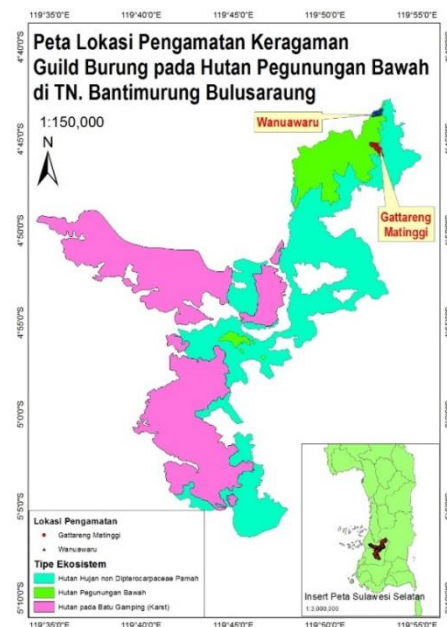 119°35'0"E 119°40'0"E 119°45'0"E 119°50'0"E 119°55'0"E
Peta Lokasi Pengamatan Keragaman
Guild Burung pada Hutan Pegunungan Bawah
di TN. Bantimurung Bulusaraung
1:150,000
N
Wanuawaru
Gattareng
Matinggi
4°40'0"S
4°45'0"S
4°50'0"S
4°55'0"S
5°0'0"S
5°5'0"S
5°10'0"S
Lokasi Pengamatan
Gattareng Matinggi
Wanuawaru
Tipe Ekosistem
Hutan Hujan non Dipterocarpaceae Pamah
Hutan Pegunungan Bawah
Hutan pada Batu Gamping (Karst)
Insert Peta Sulawesi Selatan
119°35'0"E 119°40'0"E 119°45'0"E 119°50'0"E 119°55'0"E